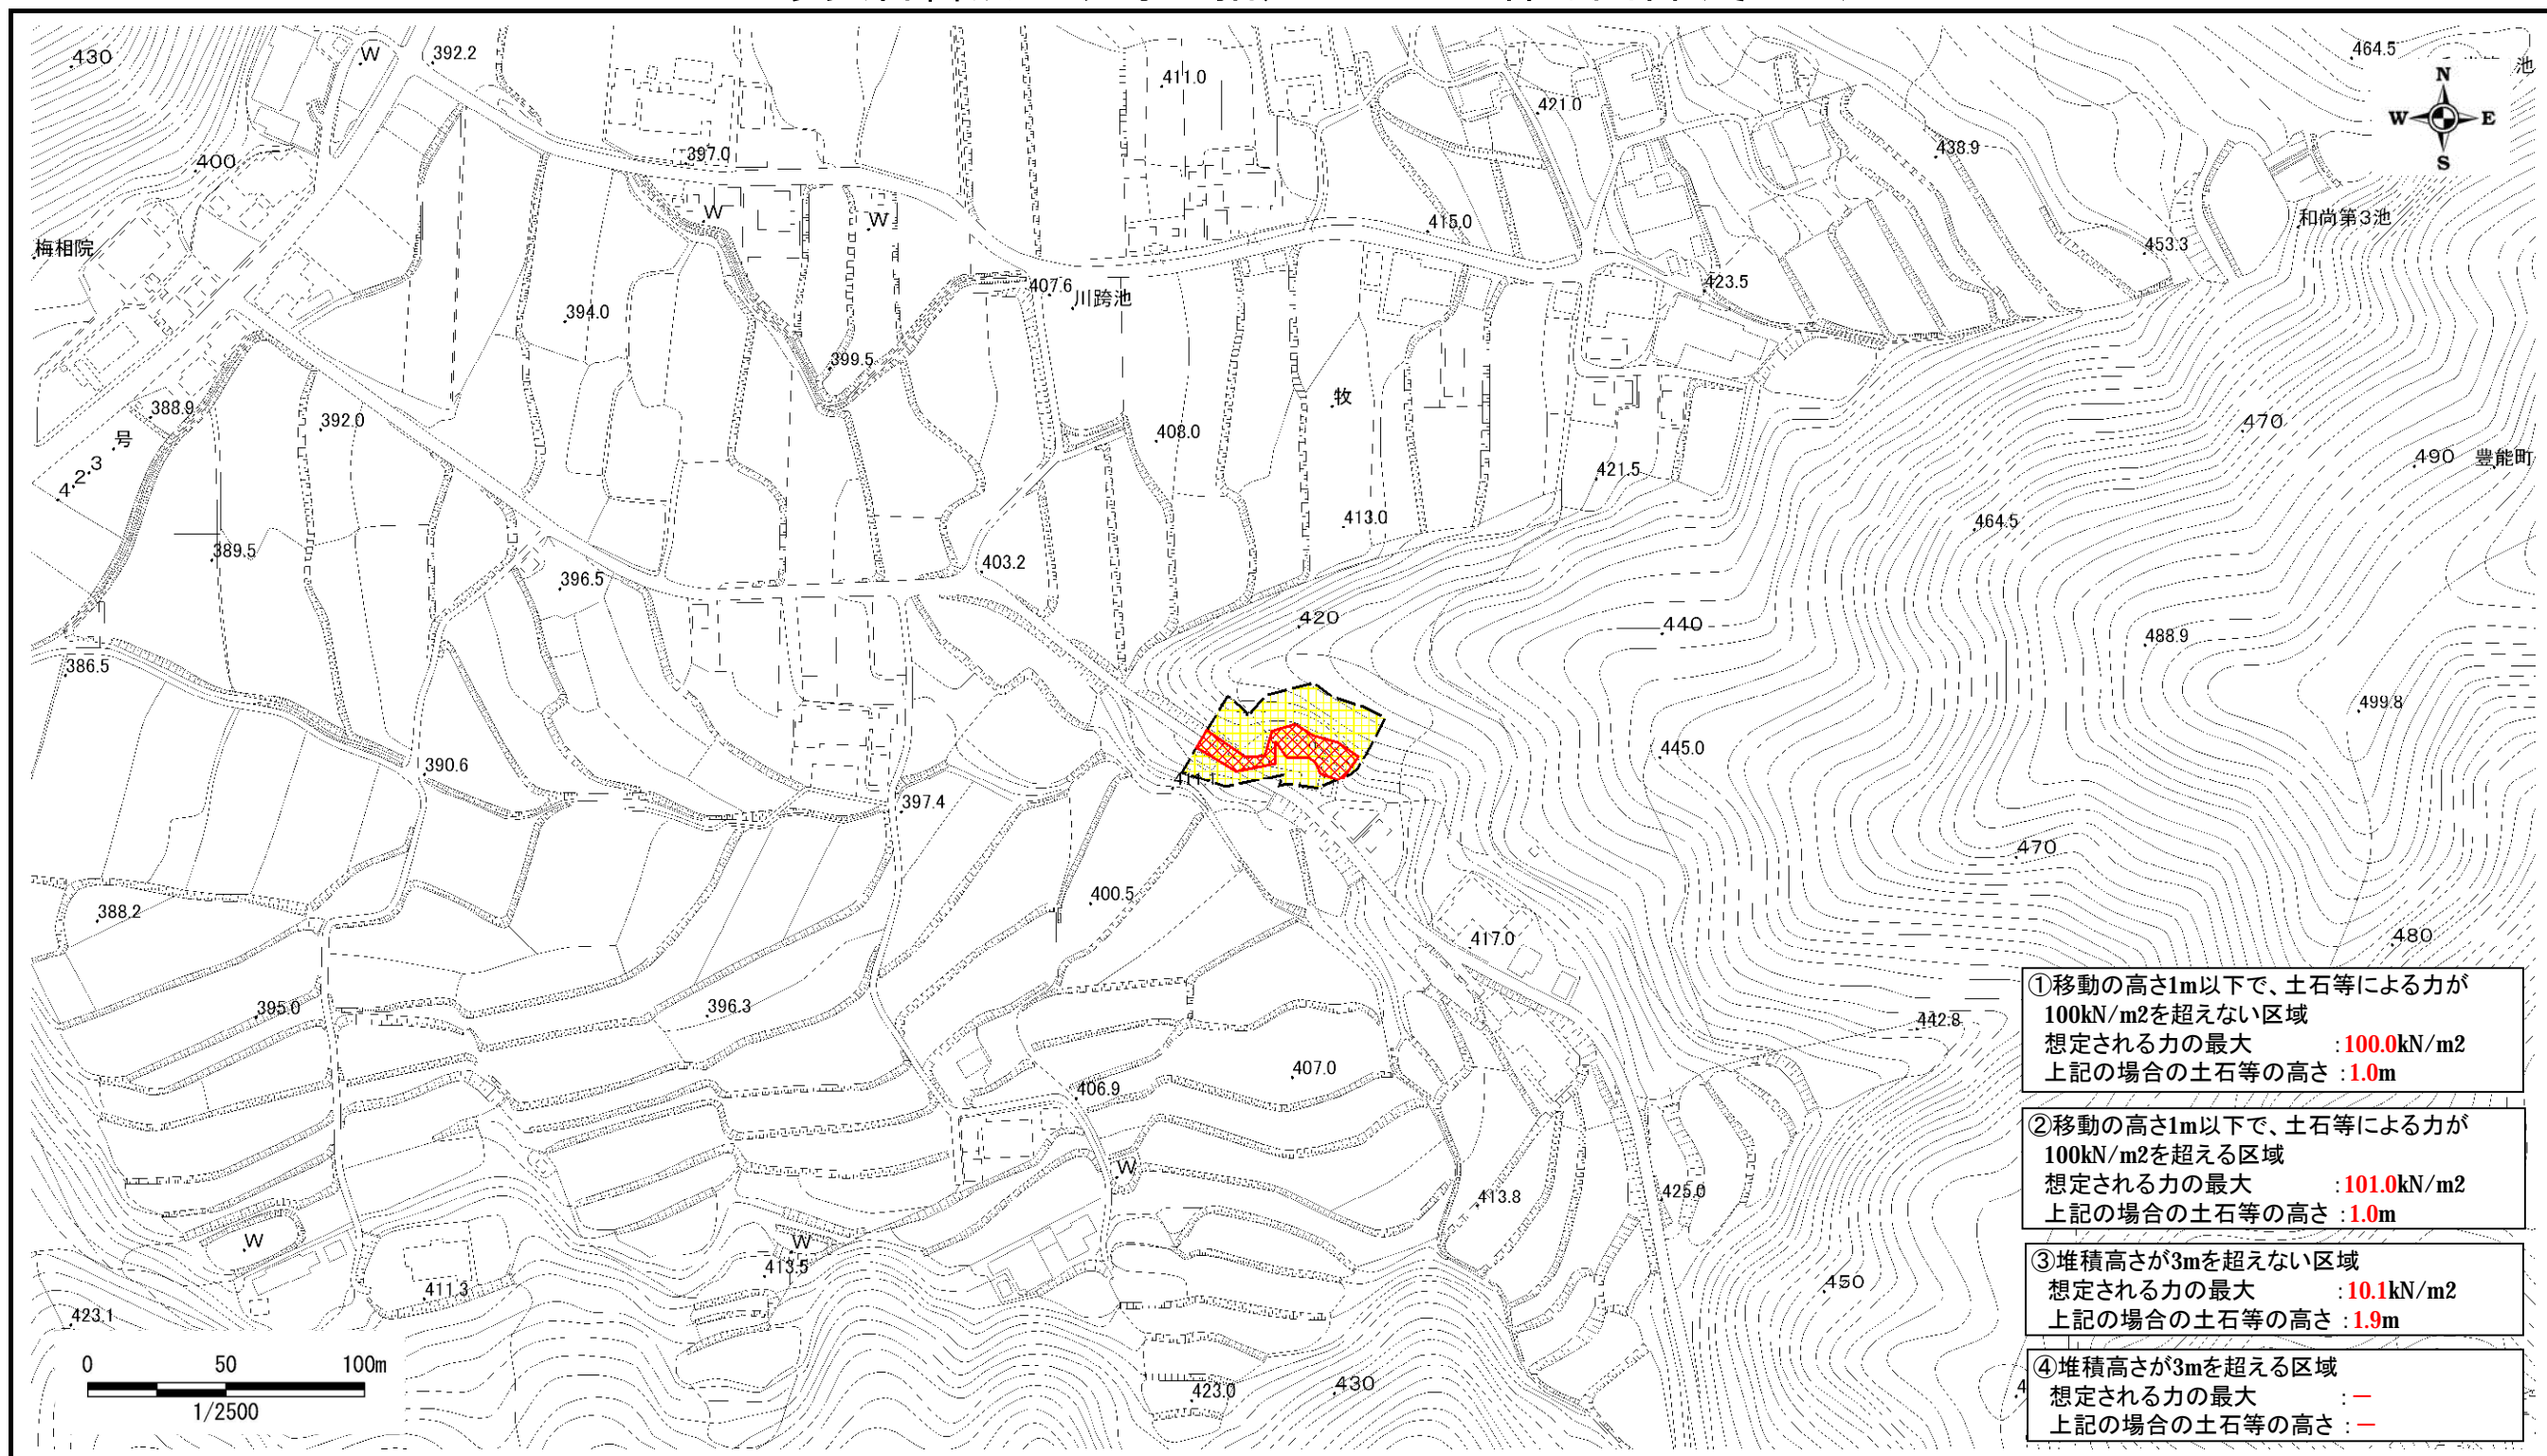 430
W
392.2
411.0
421.0
464.5
池
N
W
E
S
400
397.0
438.9
梅相院
W
W
415.0
和尚第3池
453.3
407.6
川跨池
423.5
394.0
399.5
388.9
392.0
牧
408.0
470
号
4.2.3
421.5
490
豊能町
413.0
464.5
389.5
403.2
396.5
420
440
488.9
386.5
499.8
445.0
390.6
411.1
397.4
470
400.5
388.2
417.0
480
395.0
396.3
442.8
407.0
406.9
W
413.8
425.0
W
W
413.5
411.3
450
423.1
423.0
430
①移動の高さ1m以下で、土石等による力が
100kN/m2を超えない区域
想定される力の最大 :100.0kN/m2
上記の場合の土石等の高さ :1.0m
②移動の高さ1m以下で、土石等による力が
100kN/m2を超える区域
想定される力の最大 :101.0kN/m2
上記の場合の土石等の高さ :1.0m
③堆積高さが3mを超えない区域
想定される力の最大 :10.1kN/m2
上記の場合の土石等の高さ :1.9m
④堆積高さが3mを超える区域
想定される力の最大 :－
上記の場合の土石等の高さ :－
0 50 100m
1/2500